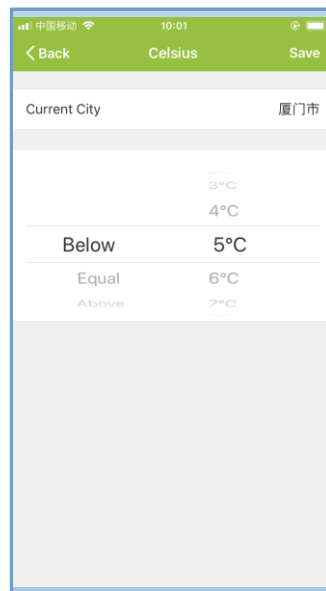 中国移动 10:01
Back Celsius Save
Current City 厦门市
3°C
4°C
Below 5°C
Equal 6°C
Above 7°C